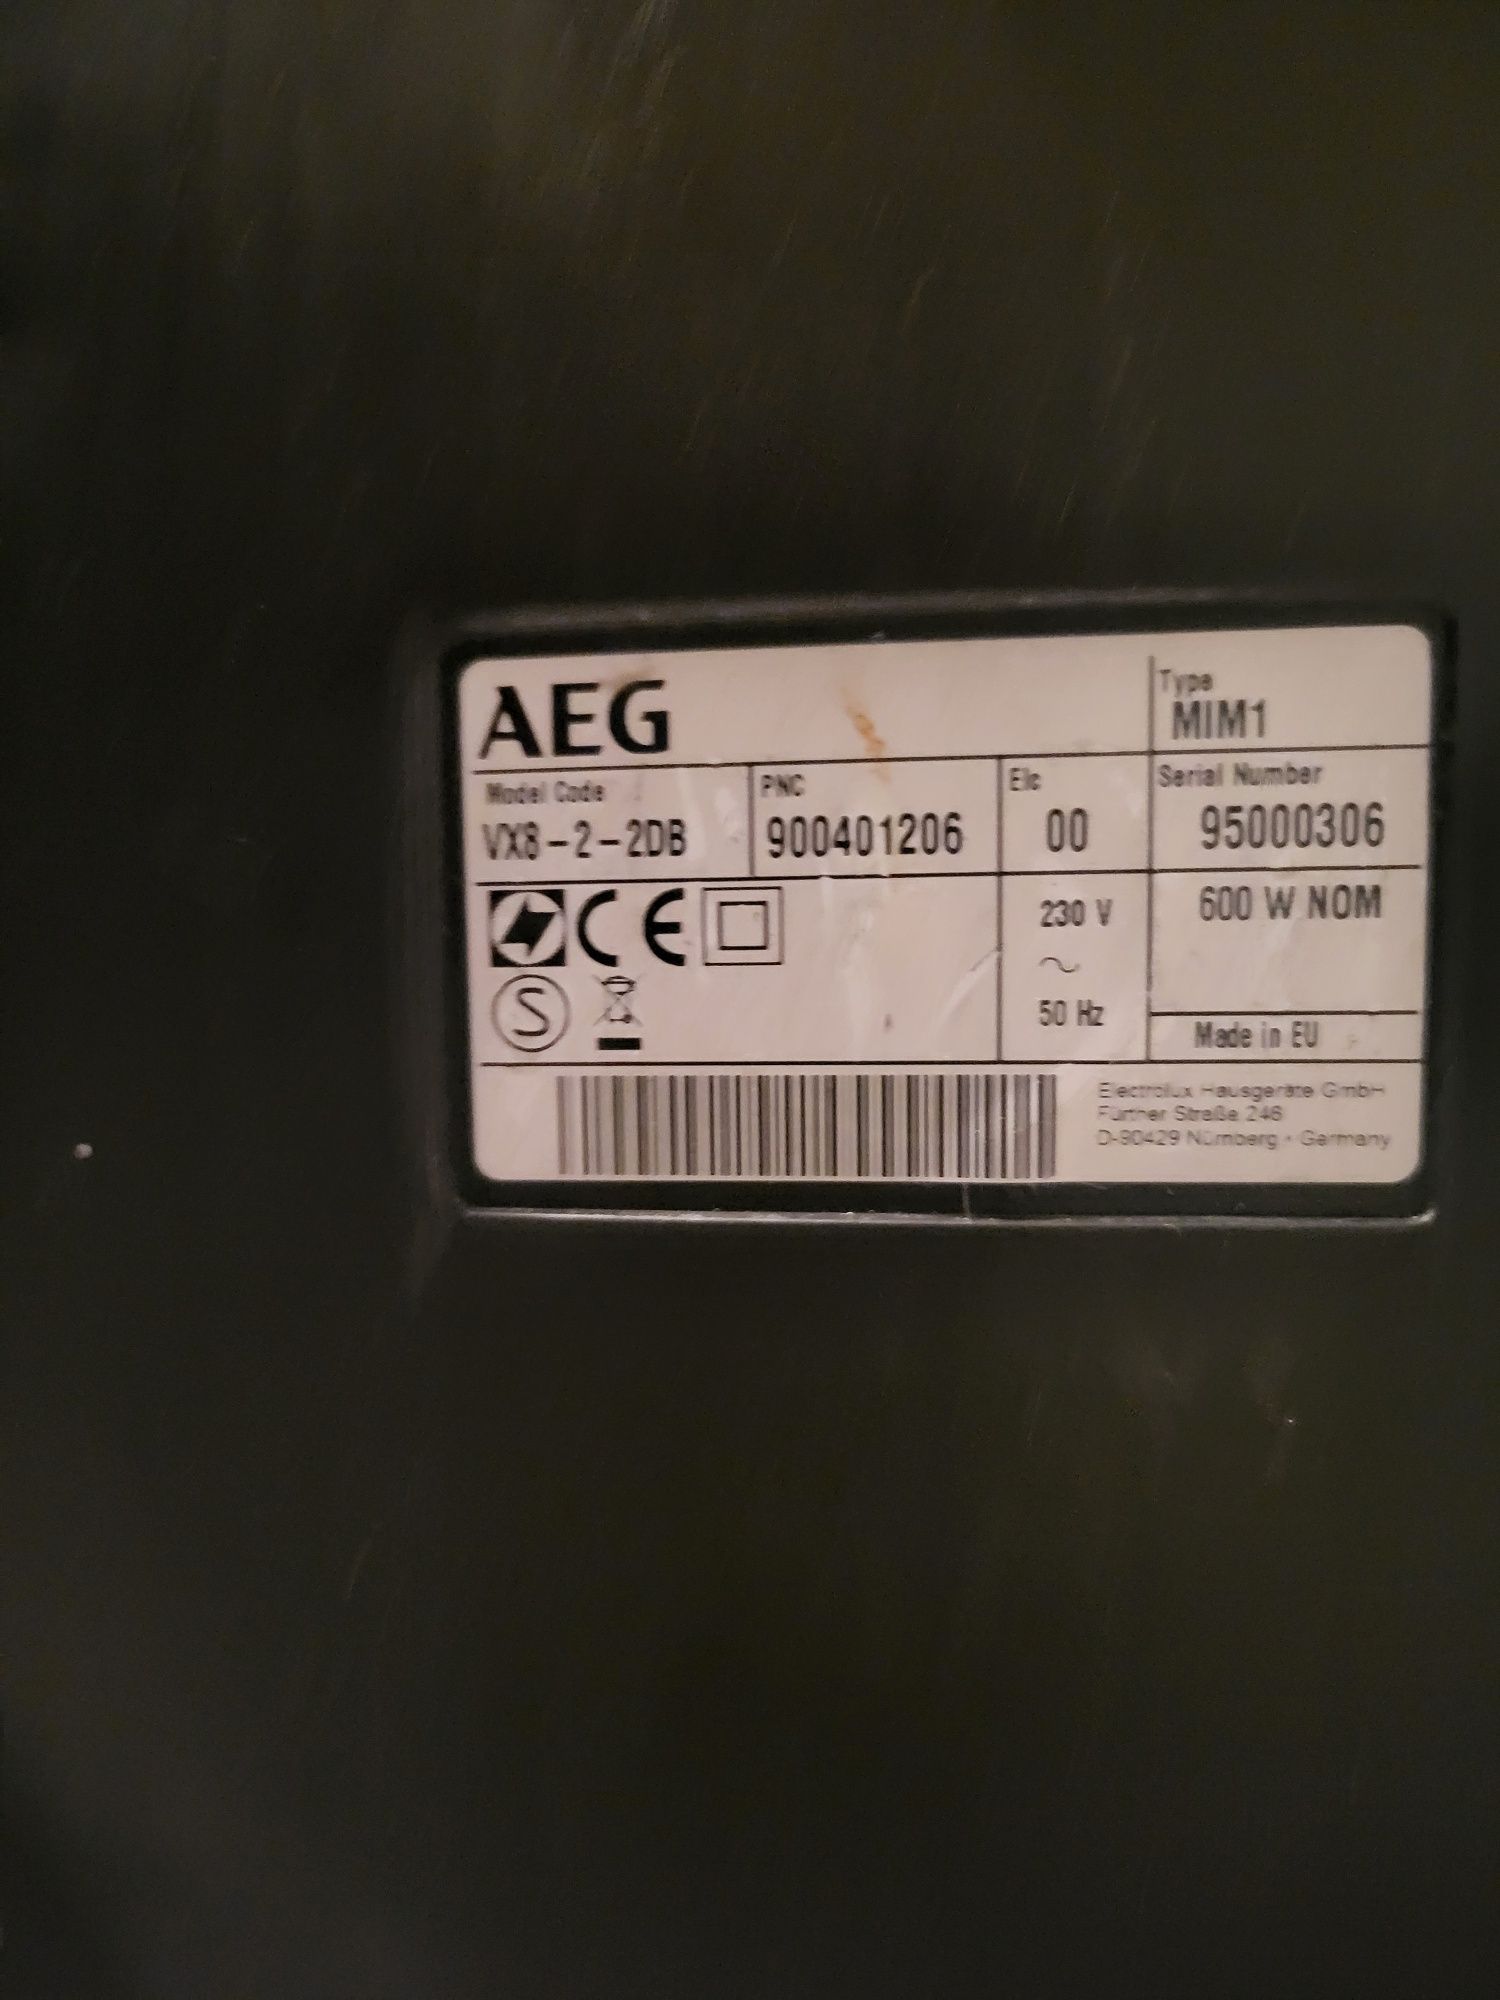 AEG
Type
MIM1
Model Code
VX8-2-2DB
PNC
900401206
Elc
00
Serial Number
95000306
CE
S
230 V
~
50 Hz
600 W NOM
Made in EU
Electrolux Hausgeräte GmbH
Fürther Straße 246
D-90429 Nürnberg - Germany